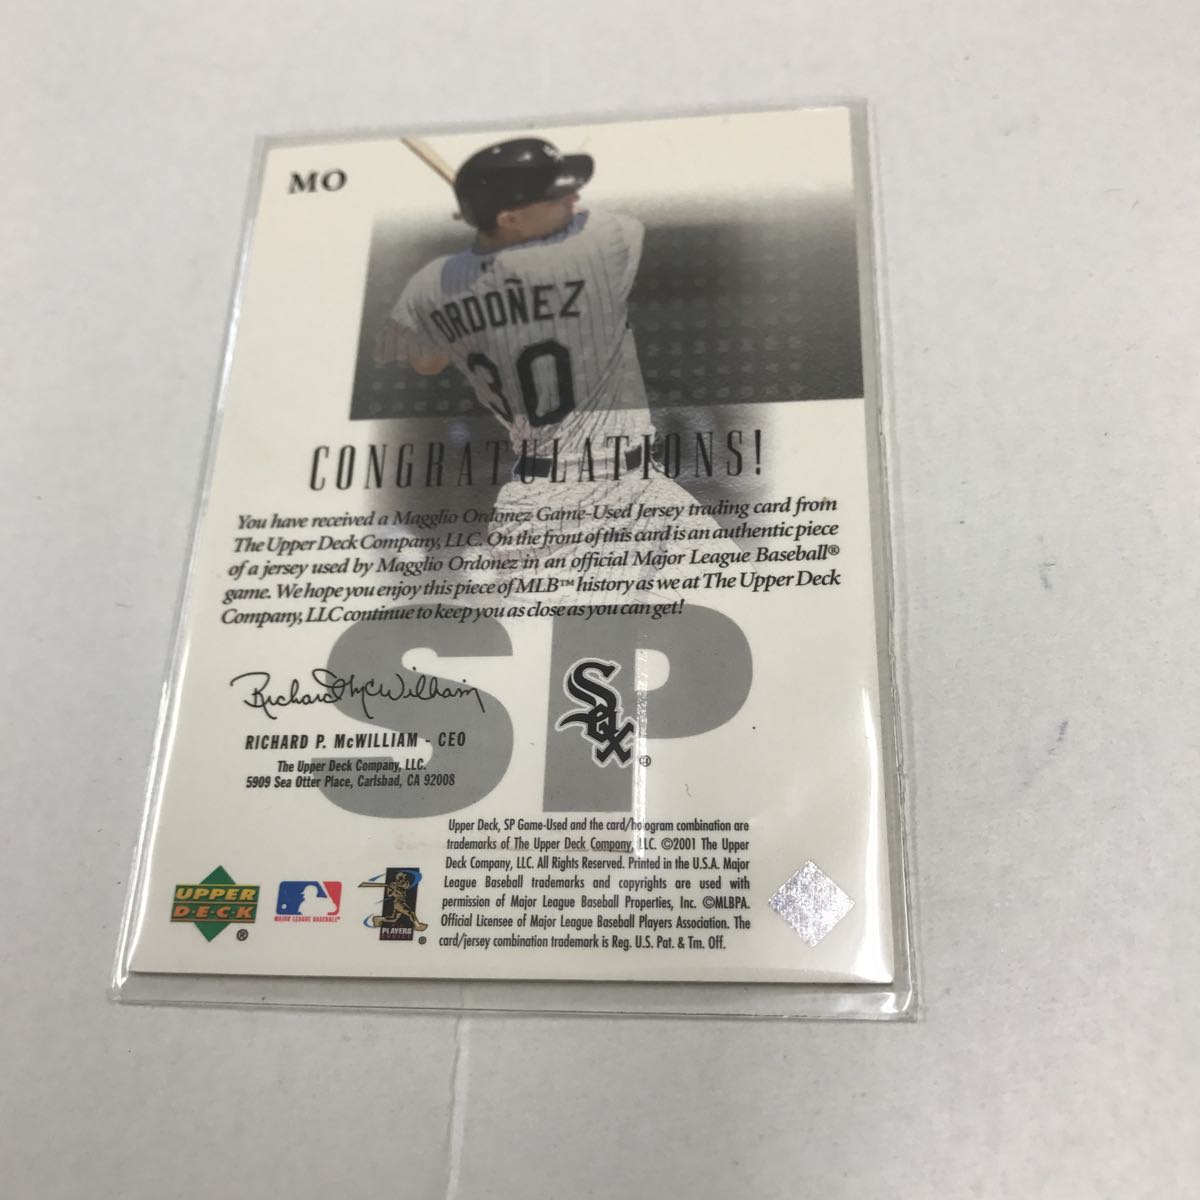 MO
ORDOÑEZ
30
CONGRATULATIONS!
You have received a Magglio Ordonez Game-Used Jersey trading card from
The Upper Deck Company, LLC. On the front of this card is an authentic piece
of a jersey used by Magglio Ordonez in an official Major League Baseball®
game. We hope you enjoy this piece of MLB™ history as we at The Upper Deck
Company, LLC continue to keep you as close as you can get!
SP
Sox®
Richard McWilliam
RICHARD P. McWILLIAM - CEO
The Upper Deck Company, LLC.
5909 Sea Otter Place, Carlsbad, CA 92008
Upper Deck, SP Game-Used and the card/hologram combination are
trademarks of The Upper Deck Company, LLC. ©2001 The Upper
Deck Company, LLC. All Rights Reserved. Printed in the U.S.A. Major
League Baseball trademarks and copyrights are used with
permission of Major League Baseball Properties, Inc. ©MLBPA.
Official Licensee of Major League Baseball Players Association. The
card/jersey combination trademark is Reg. U.S. Pat. & Tm. Off.
UPPER
DECK®
MAJOR LEAGUE BASEBALL®
PLAYERS
CHOICE®